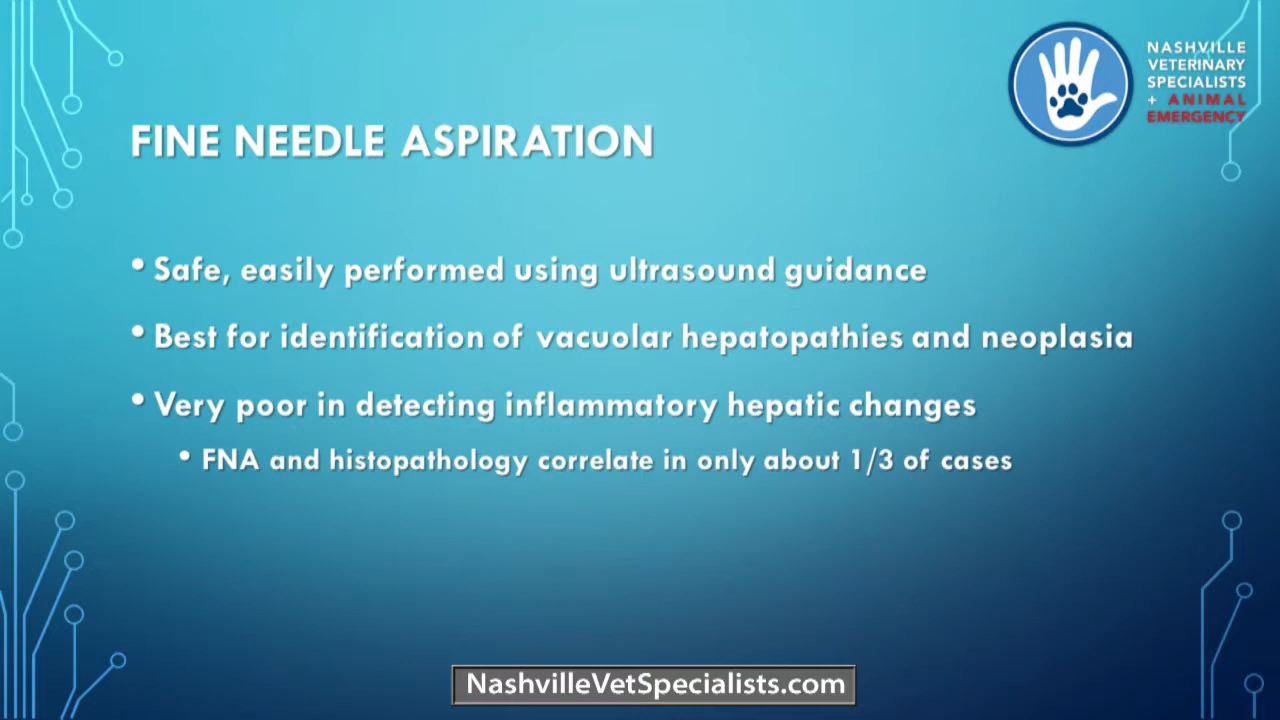 NASHVILLE
VETERINARY
SPECIALISTS
+ ANIMAL
EMERGENCY
FINE NEEDLE ASPIRATION
• Safe, easily performed using ultrasound guidance
• Best for identification of vacuolar hepatopathies and neoplasia
• Very poor in detecting inflammatory hepatic changes
• FNA and histopathology correlate in only about 1/3 of cases
NashvilleVetSpecialists.com